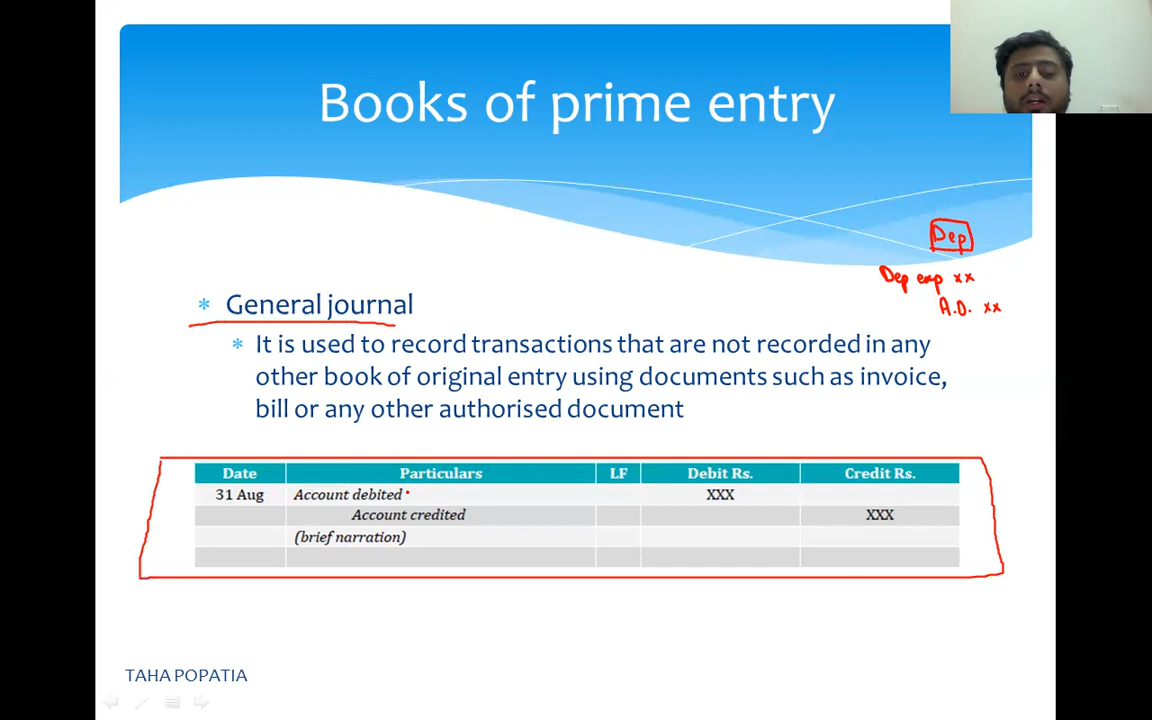 Books of prime entry
Dep
Dep exp xx
A.D. xx
* General journal
* It is used to record transactions that are not recorded in any
other book of original entry using documents such as invoice,
bill or any other authorised document
Date Particulars LF Debit Rs. Credit Rs.
31 Aug Account debited XXX
Account credited XXX
(brief narration)
TAHA POPATIA